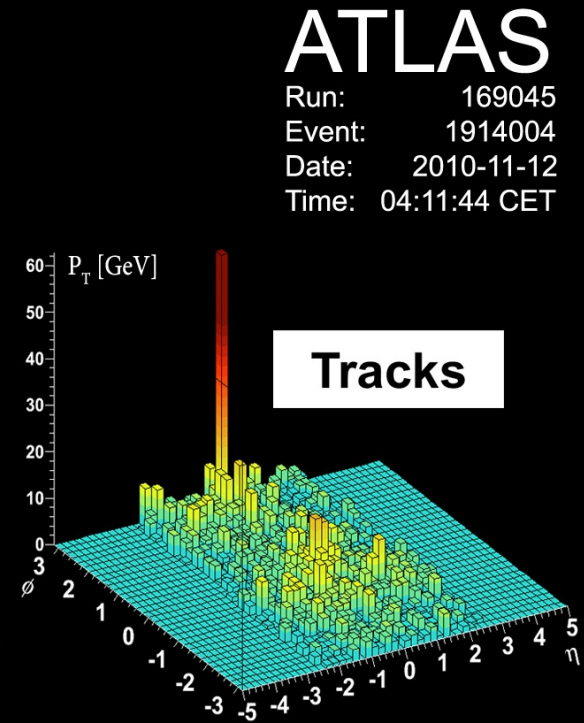 ATLAS
Run: 169045
Event: 1914004
Date: 2010-11-12
Time: 04:11:44 CET
P_T [GeV]
60
50
40
30
20
10
0
Tracks
3
2
1
0
-1
-2
-3
ϕ
-5 -4 -3 -2 -1 0 1 2 3 4 5
η